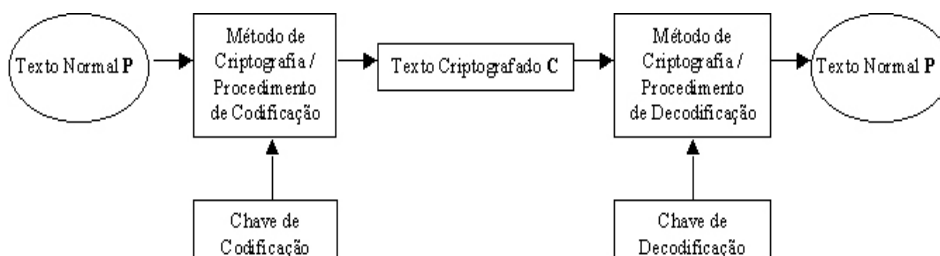 Texto Normal P
Método de
Criptografia /
Procedimento
de Codificação
Texto Criptografado C
Método de
Criptografia /
Procedimento
de Decodificação
Texto Normal P
Chave de
Codificação
Chave de
Decodificação